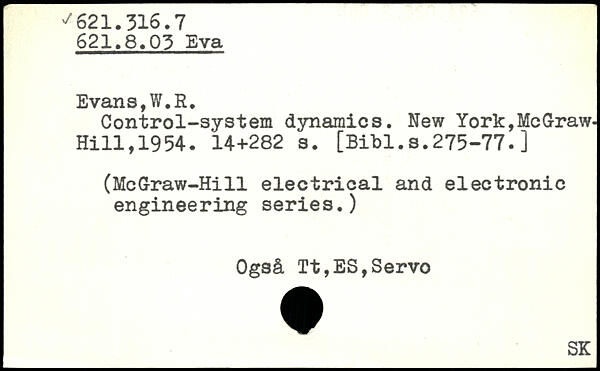 ✓621.316.7
621.8.03 Eva
Evans,W.R.
Control-system dynamics. New York,McGraw-
Hill,1954. 14+282 s. [Bibl.s.275-77.]
(McGraw-Hill electrical and electronic
engineering series.)
Også Tt,ES,Servo
SK